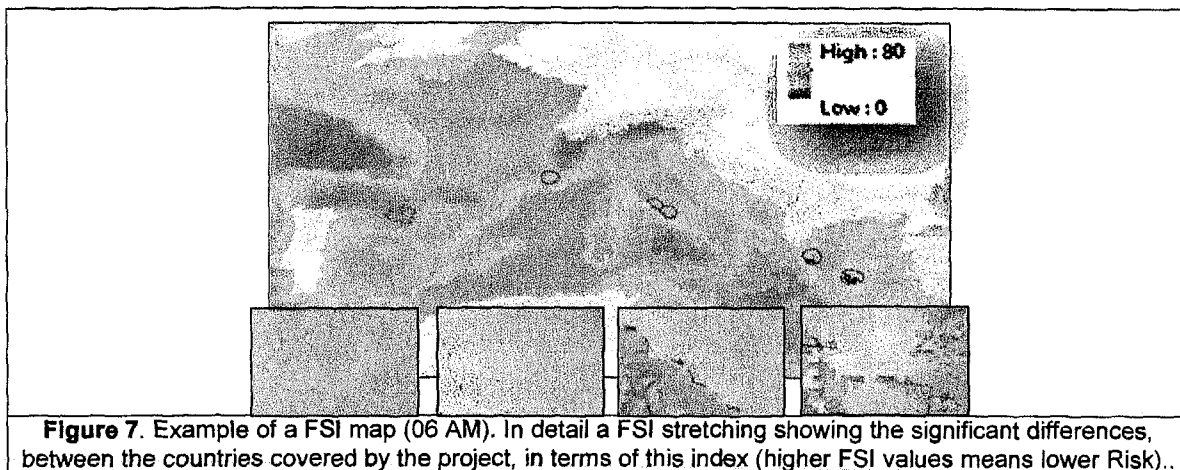 High : 80
Low : 0
Figure 7. Example of a FSI map (06 AM). In detail a FSI stretching showing the significant differences,
between the countries covered by the project, in terms of this index (higher FSI values means lower Risk)..